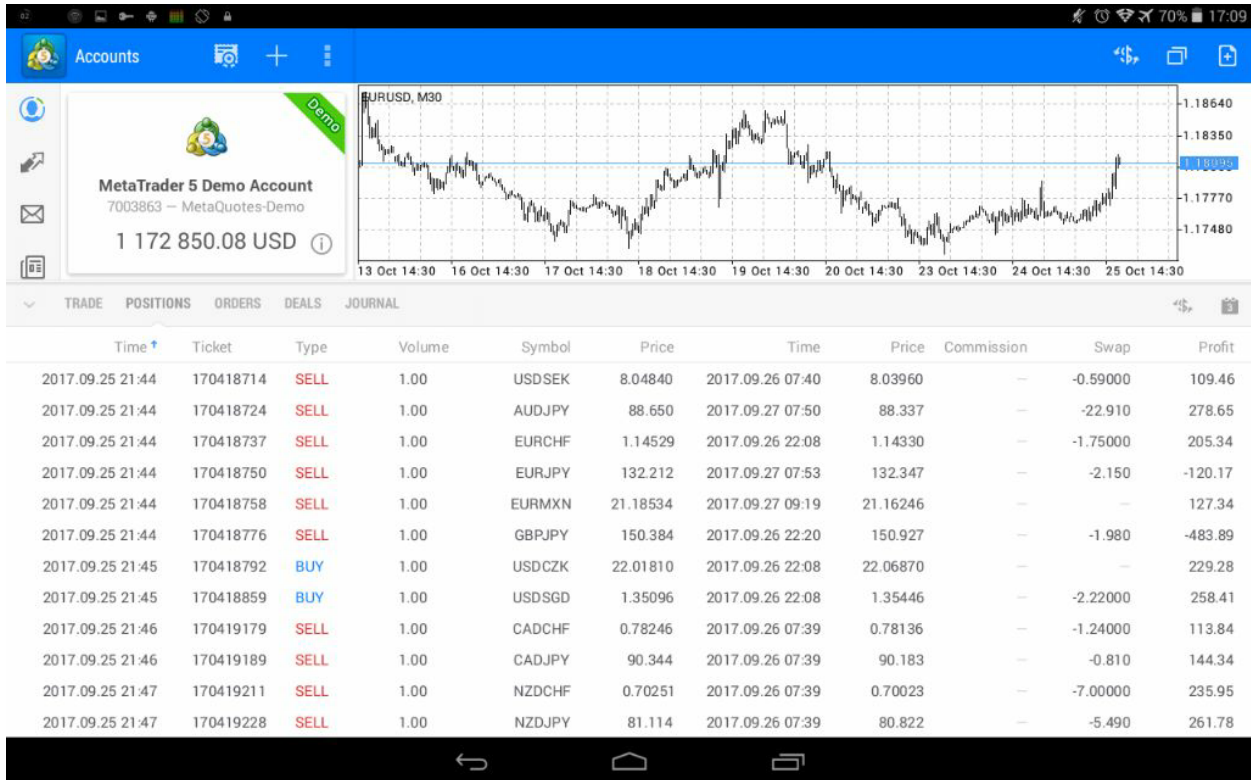 70% 17:09
Accounts
Demo
MetaTrader 5 Demo Account
7003863 — MetaQuotes-Demo
1 172 850.08 USD
EURUSD, M30
1.18640
1.18350
1.18095
1.17770
1.17480
13 Oct 14:30 16 Oct 14:30 17 Oct 14:30 18 Oct 14:30 19 Oct 14:30 20 Oct 14:30 23 Oct 14:30 24 Oct 14:30 25 Oct 14:30
TRADE POSITIONS ORDERS DEALS JOURNAL
Time Ticket Type Volume Symbol Price Time Price Commission Swap Profit
2017.09.25 21:44 170418714 SELL 1.00 USDSEK 8.04840 2017.09.26 07:40 8.03960 — -0.59000 109.46
2017.09.25 21:44 170418724 SELL 1.00 AUDJPY 88.650 2017.09.27 07:50 88.337 — -22.910 278.65
2017.09.25 21:44 170418737 SELL 1.00 EURCHF 1.14529 2017.09.26 22:08 1.14330 — -1.75000 205.34
2017.09.25 21:44 170418750 SELL 1.00 EURJPY 132.212 2017.09.27 07:53 132.347 — -2.150 -120.17
2017.09.25 21:44 170418758 SELL 1.00 EURMXN 21.18534 2017.09.27 09:19 21.16246 — — 127.34
2017.09.25 21:44 170418776 SELL 1.00 GBPJPY 150.384 2017.09.26 22:20 150.927 — -1.980 -483.89
2017.09.25 21:45 170418792 BUY 1.00 USDCZK 22.01810 2017.09.26 22:08 22.06870 — — 229.28
2017.09.25 21:45 170418859 BUY 1.00 USDSGD 1.35096 2017.09.26 22:08 1.35446 — -2.22000 258.41
2017.09.25 21:46 170419179 SELL 1.00 CADCHF 0.78246 2017.09.26 07:39 0.78136 — -1.24000 113.84
2017.09.25 21:46 170419189 SELL 1.00 CADJPY 90.344 2017.09.26 07:39 90.183 — -0.810 144.34
2017.09.25 21:47 170419211 SELL 1.00 NZDCHF 0.70251 2017.09.26 07:39 0.70023 — -7.00000 235.95
2017.09.25 21:47 170419228 SELL 1.00 NZDJPY 81.114 2017.09.26 07:39 80.822 — -5.490 261.78